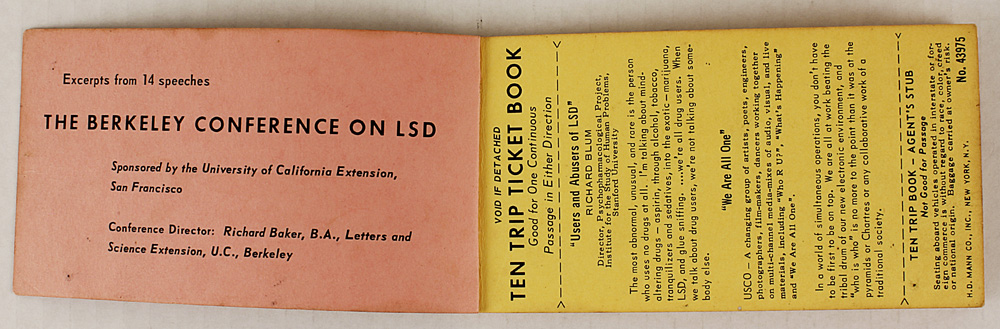 Excerpts from 14 speeches
THE BERKELEY CONFERENCE ON LSD
Sponsored by the University of California Extension,
San Francisco
Conference Director: Richard Baker, B.A., Letters and
Science Extension, U.C., Berkeley
VOID IF DETACHED
TEN TRIP TICKET BOOK
Good for One Continuous
Passage in Either Direction
"Users and Abusers of LSD"
RICHARD BLUM
Director, Psychopharmacological Project,
Institute for the Study of Human Problems,
Stanford University
The most abnormal, unusual, and rare is the person
who uses no drugs at all. I'm talking about mind-
altering drugs — aspirin, through alcohol, tobacco,
tranquilizers and sedatives, into the exotic — marijuana,
LSD, and glue sniffing. ....we're all drug users. When
we talk about drug users, we're not talking about some-
body else.
"We Are All One"
USCO — A changing group of artists, poets, engineers,
photographers, film-makers, dancers working together
on multi-channel media-mixes of audio, visual, and live
materials, including "Who R U?", "What's Happening"
and "We Are All One".
In a world of simultaneous operations, you don't have
to be first to be on top. We are all at work beating the
tribal drum of our new electronic environment, and
"who is who" is no more to the point than it was at the
pyramids or Chartres or any collaborative work of a
traditional society.
TEN TRIP BOOK — AGENT'S STUB
Not Good for Passage
Seating aboard vehicles operated in interstate or for-
eign commerce is without regard to race, color, creed
or national origin. Baggage carried at owner's risk.
H.D. MANN CO., INC., NEW YORK, N.Y. No. 43975